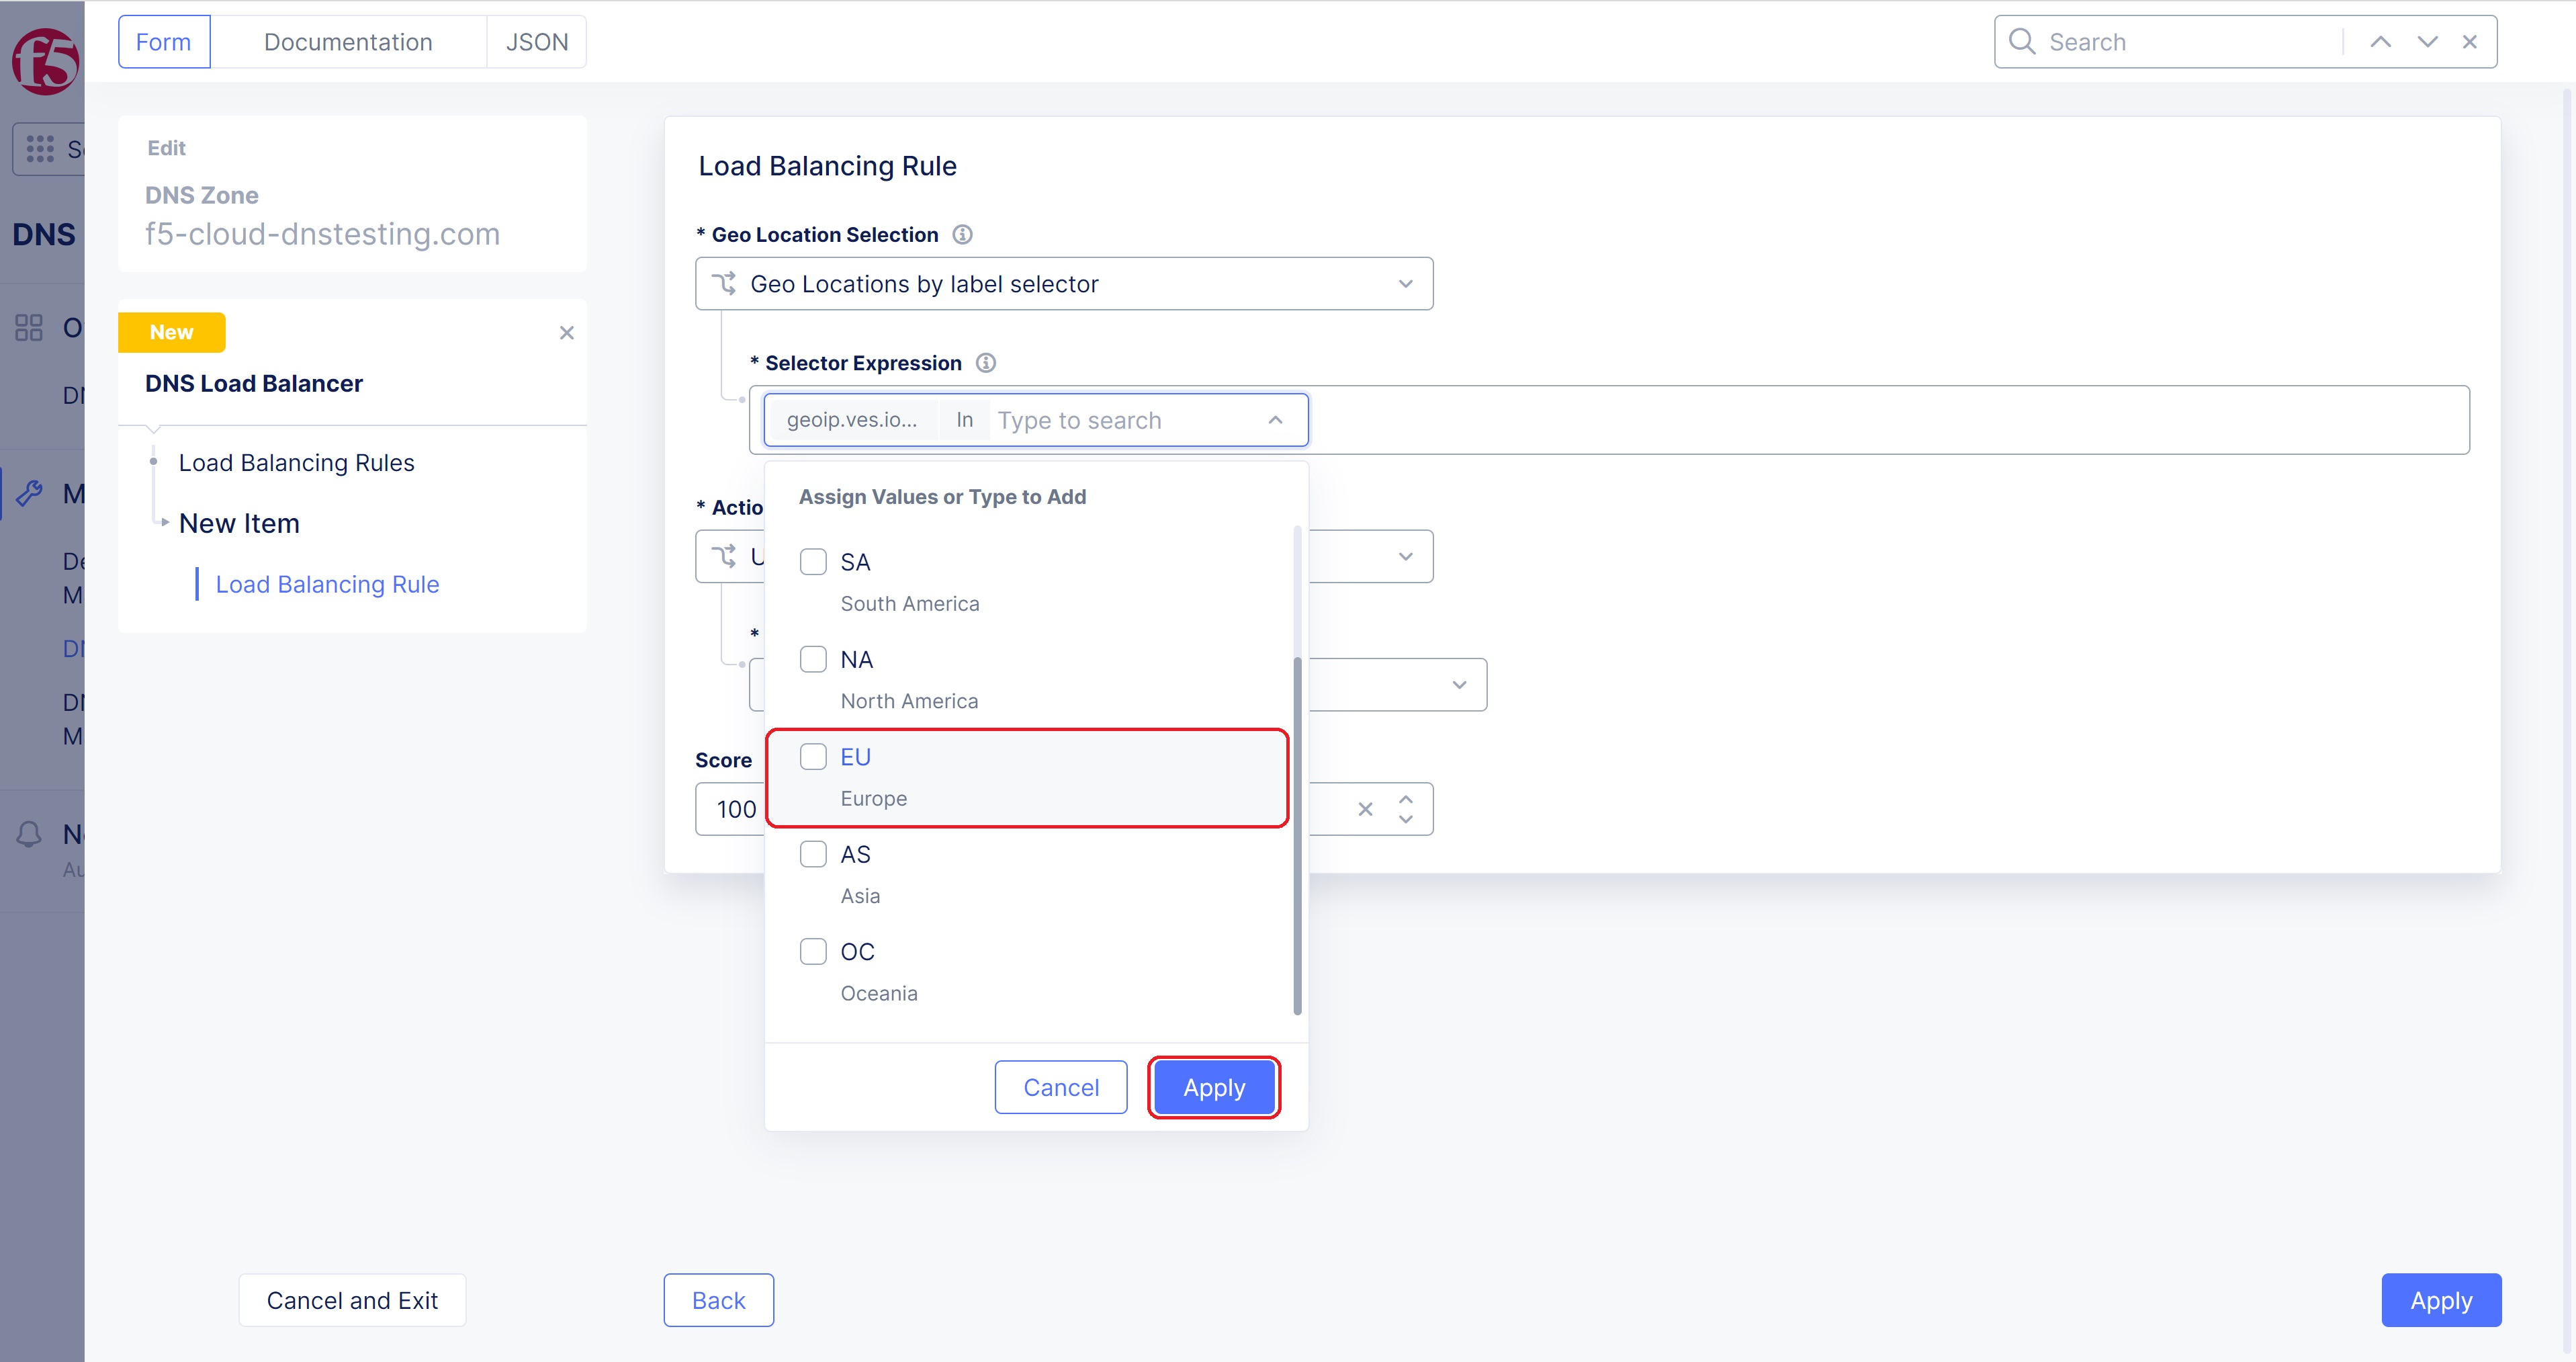 Form
Documentation
JSON
Search
f5
Edit
DNS Zone
f5-cloud-dnstesting.com
DNS
New
DNS Load Balancer
Load Balancing Rules
New Item
Load Balancing Rule
Load Balancing Rule
* Geo Location Selection
Geo Locations by label selector
* Selector Expression
geoip.ves.io... In Type to search
Assign Values or Type to Add
* Actio
SA
South America
NA
North America
*
EU
Europe
Score
100
AS
Asia
OC
Oceania
Cancel
Apply
Cancel and Exit
Back
Apply